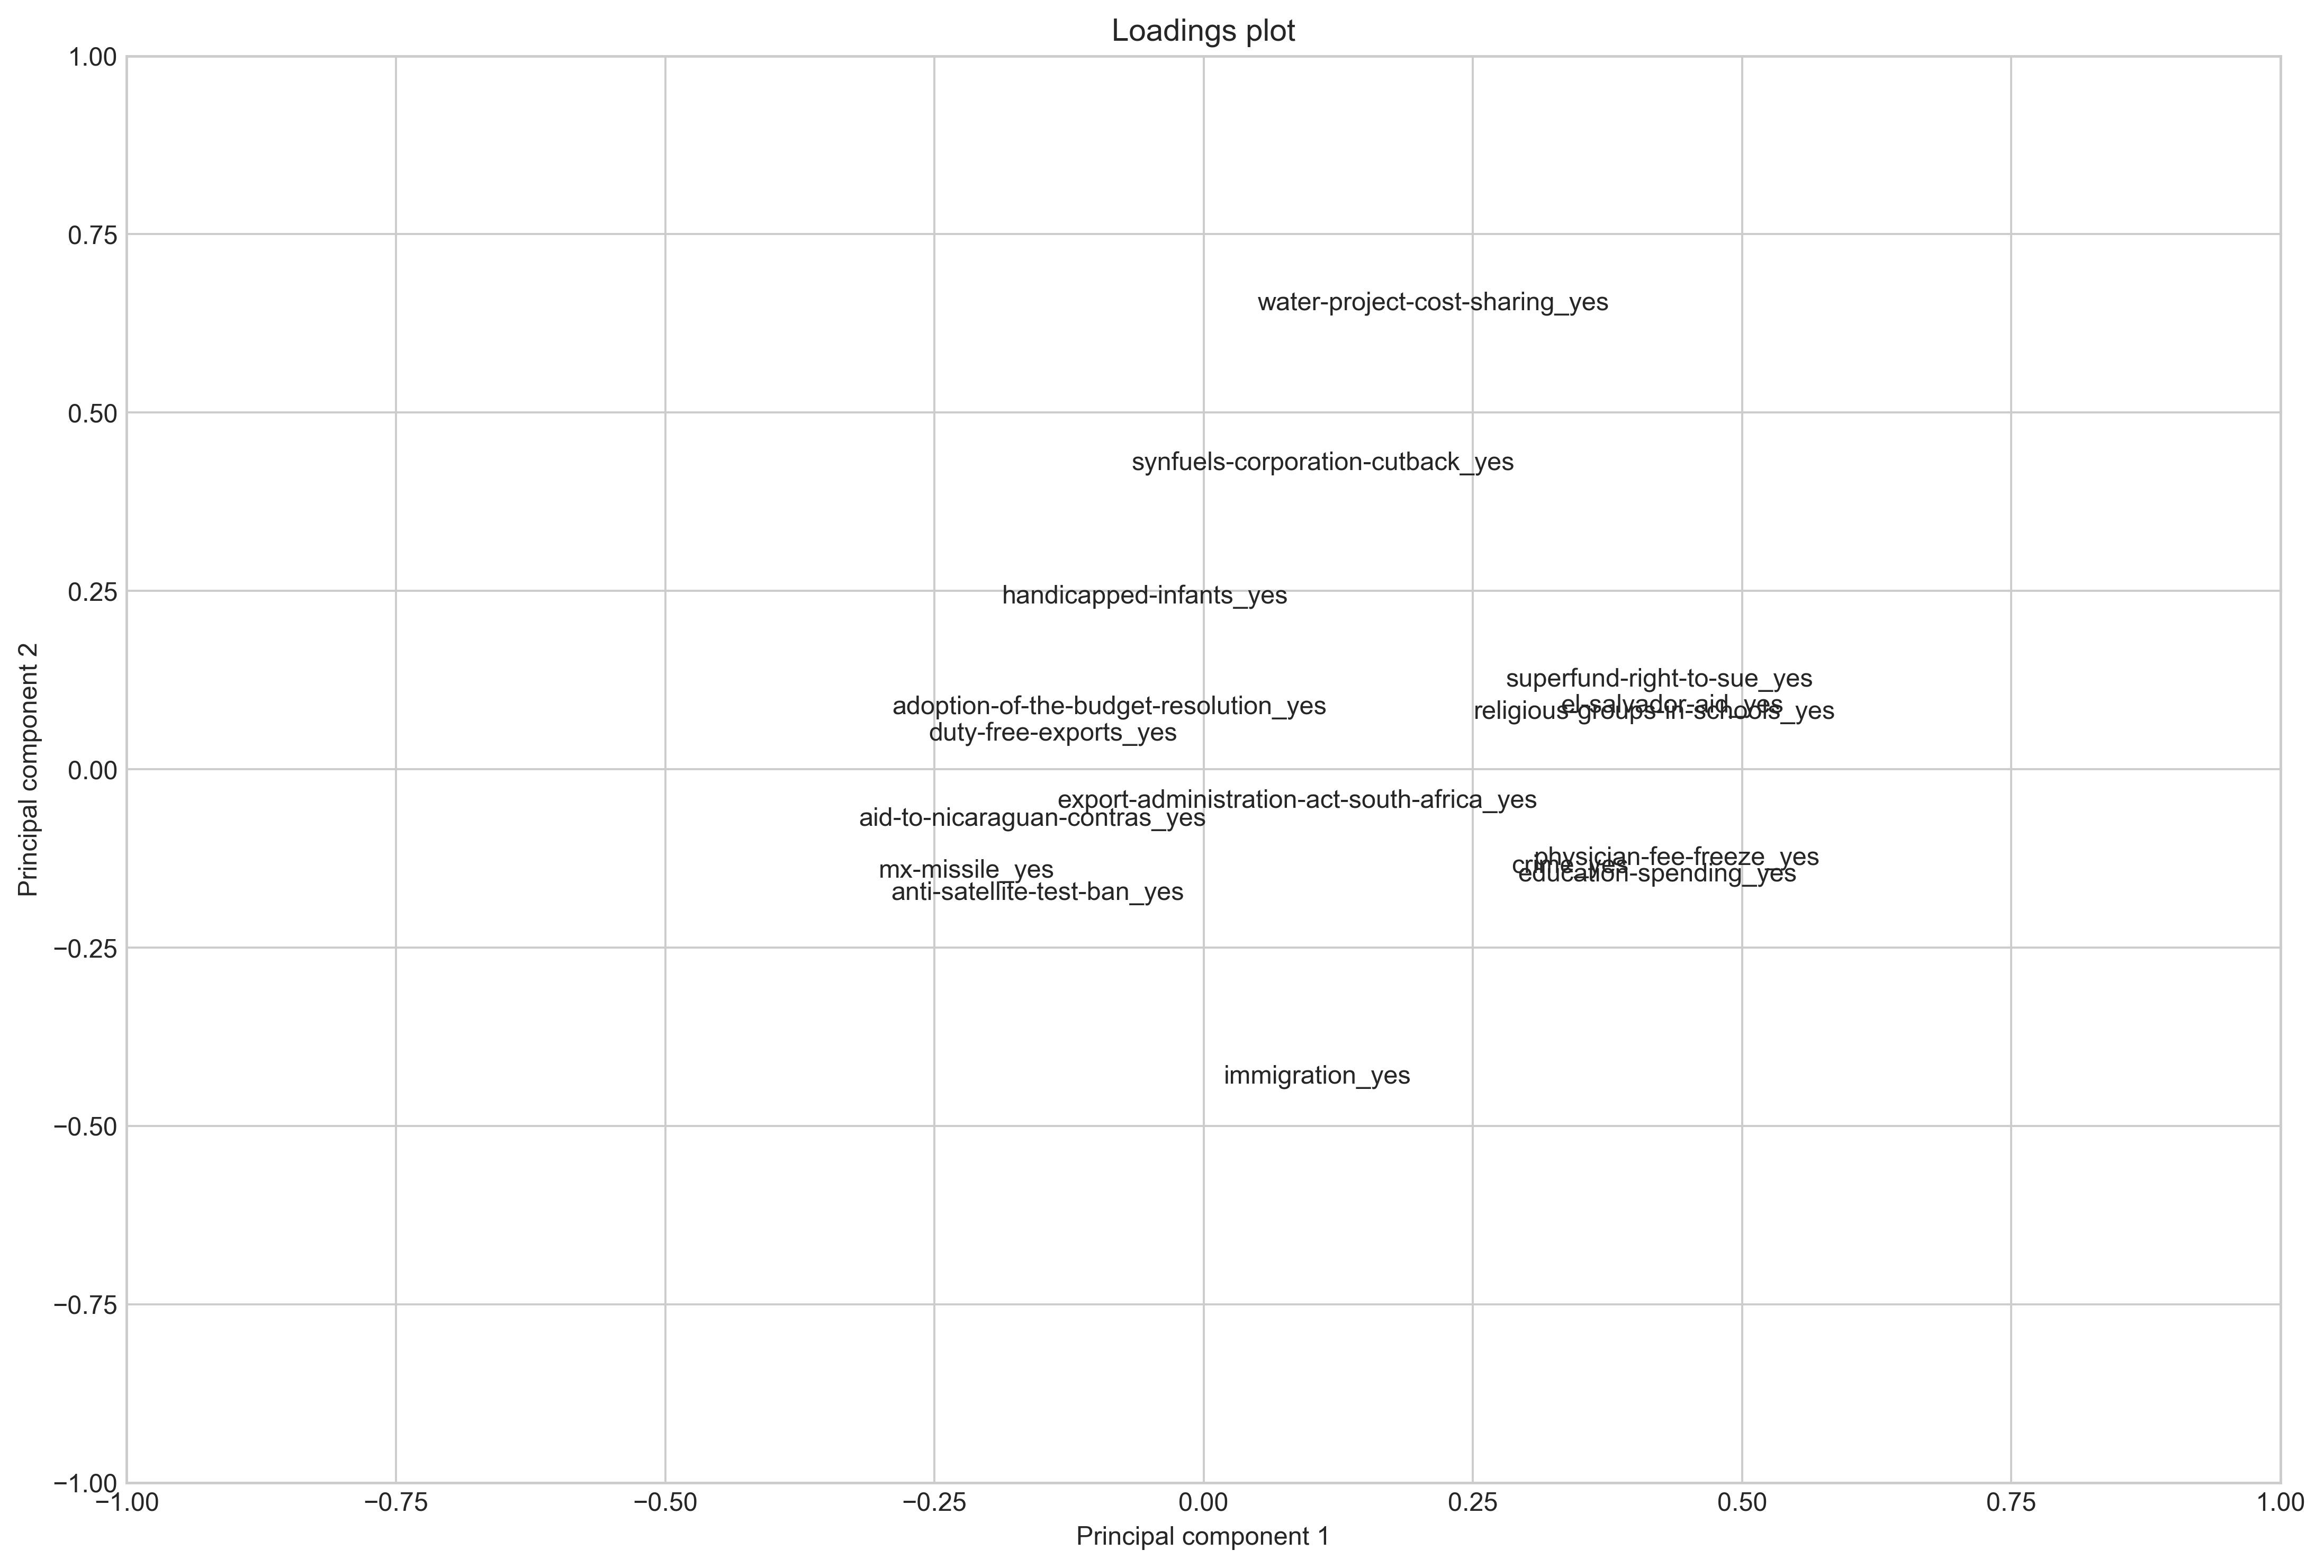 Loadings plot
1.00
0.75
water-project-cost-sharing_yes
0.50
synfuels-corporation-cutback_yes
0.25
handicapped-infants_yes
superfund-right-to-sue_yes
el-salvador-aid_yes
adoption-of-the-budget-resolution_yes
religious-groups-in-schools_yes
duty-free-exports_yes
0.00
export-administration-act-south-africa_yes
aid-to-nicaraguan-contras_yes
physician-fee-freeze_yes
crime_yes
mx-missile_yes
education-spending_yes
anti-satellite-test-ban_yes
−0.25
immigration_yes
−0.50
−0.75
−1.00
Principal component 2
−1.00 −0.75 −0.50 −0.25 0.00 0.25 0.50 0.75 1.00
Principal component 1